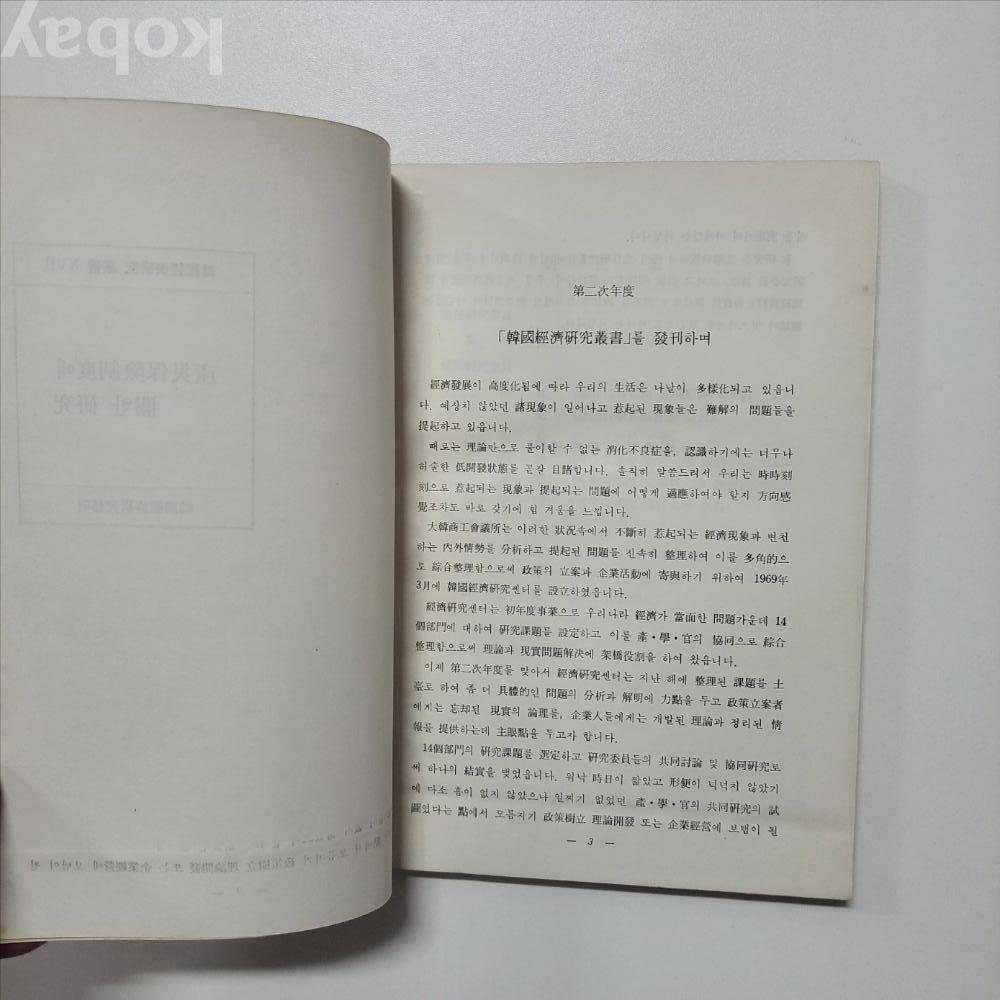 kobay
第二次年度
「韓國經濟硏究叢書」를 發刊하며
經濟發展이 高度化됨에 따라 우리의 生活은 나날이 多樣化되고 있읍니
다. 예상치 않았던 諸現象이 일어나고 惹起된 現象들은 難解의 問題들을
提起하고 있읍니다.
때로는 理論만으로 풀이할 수 없는 消化不良症을, 認識하기에는 너무나
허술한 低開發狀態를 곧잘 目睹합니다. 솔직히 말씀드려서 우리는 時時刻
刻으로 惹起되는 現象과 提起되는 問題에 어떻게 適應하여야 할지 方向感
覺조차도 바로 갖기에 힘 겨움을 느낍니다.
大韓商工會議所는 이러한 狀況속에서 不斷히 惹起되는 經濟現象과 변천
하는 內外情勢를 分析하고 提起된 問題를 신속히 整理하여 이를 多角的으
로 綜合整理함으로써 政策의 立案과 企業活動에 寄與하기 위하여 1969年
3月에 韓國經濟硏究쎈터를 設立하였읍니다.
經濟硏究쎈터는 初年度事業으로 우리나라 經濟가 當面한 問題가운데 14
個部門에 대하여 硏究課題를 設定하고 이를 產·學·官의 協同으로 綜合
整理함으로써 理論과 現實問題解決에 架橋役割을 하여 왔읍니다.
이제 第二次年度를 맞아서 經濟硏究쎈터는 지난 해에 整理된 課題를 土
臺로 하여 좀 더 具體的인 問題의 分析과 解明에 力點을 두고 政策立案者
에게는 忘却된 現實의 論理를, 企業人들에게는 개발된 理論과 정리된 情
報를 提供하는데 主眼點을 두고자 합니다.
14個部門의 硏究課題를 選定하고 硏究委員들의 共同討論 및 協同硏究로
써 하나의 結實을 맺었읍니다. 워낙 時日이 짧았고 形便이 넉넉치 않았기
에 다소 흠이 없지 않았으나 일찌기 없었던 產·學·官의 共同硏究의 試
圖였다는 點에서 모름지기 政策樹立 理論開發 또는 企業經營에 보탬이 될
— 3 —